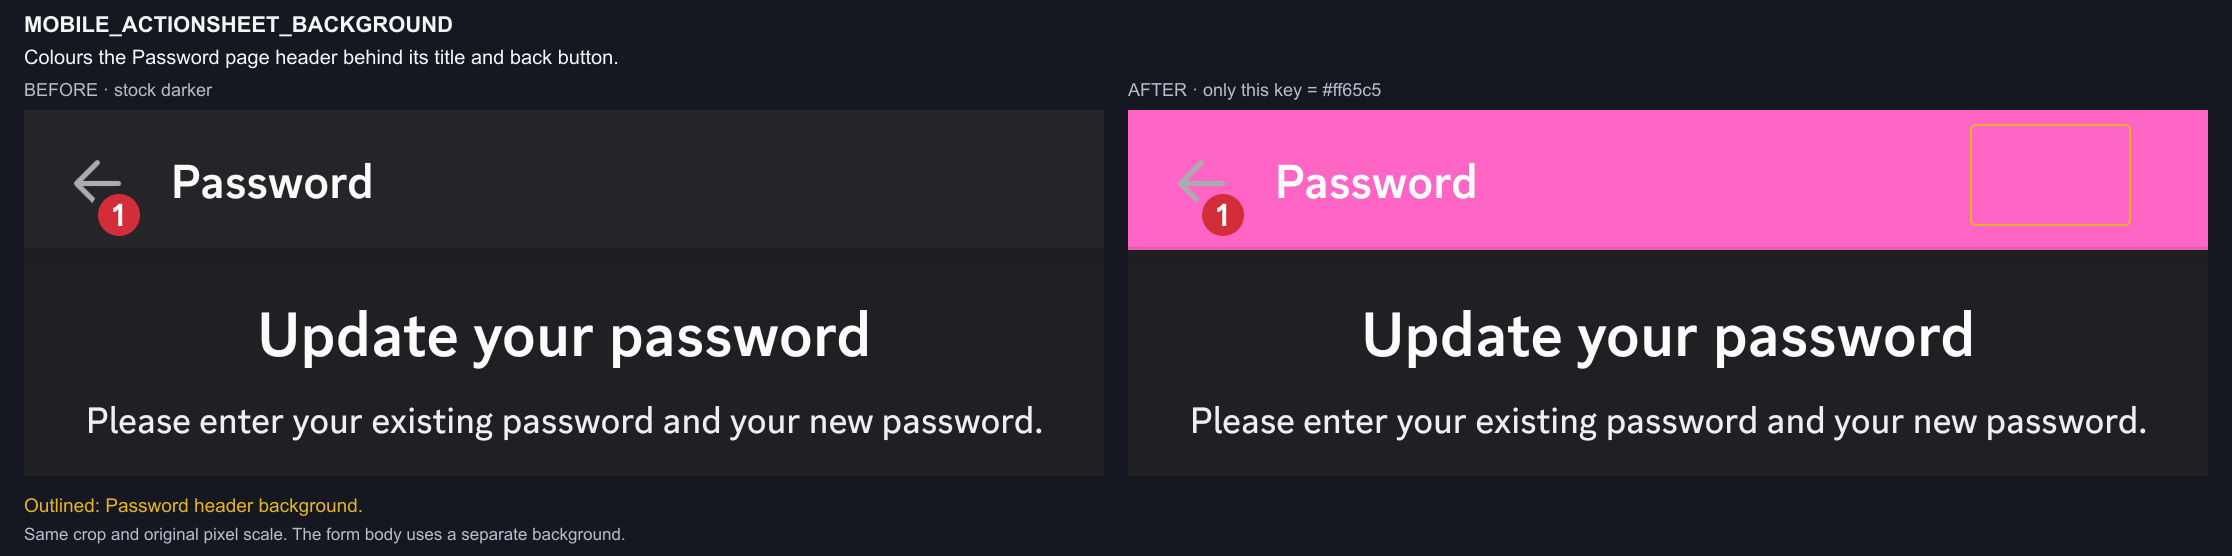 MOBILE_ACTIONSHEET_BACKGROUND
Colours the Password page header behind its title and back button.
BEFORE · stock darker
AFTER · only this key = #ff65c5
Password
1
Password
1
Update your password
Update your password
Please enter your existing password and your new password.
Please enter your existing password and your new password.
Outlined: Password header background.
Same crop and original pixel scale. The form body uses a separate background.